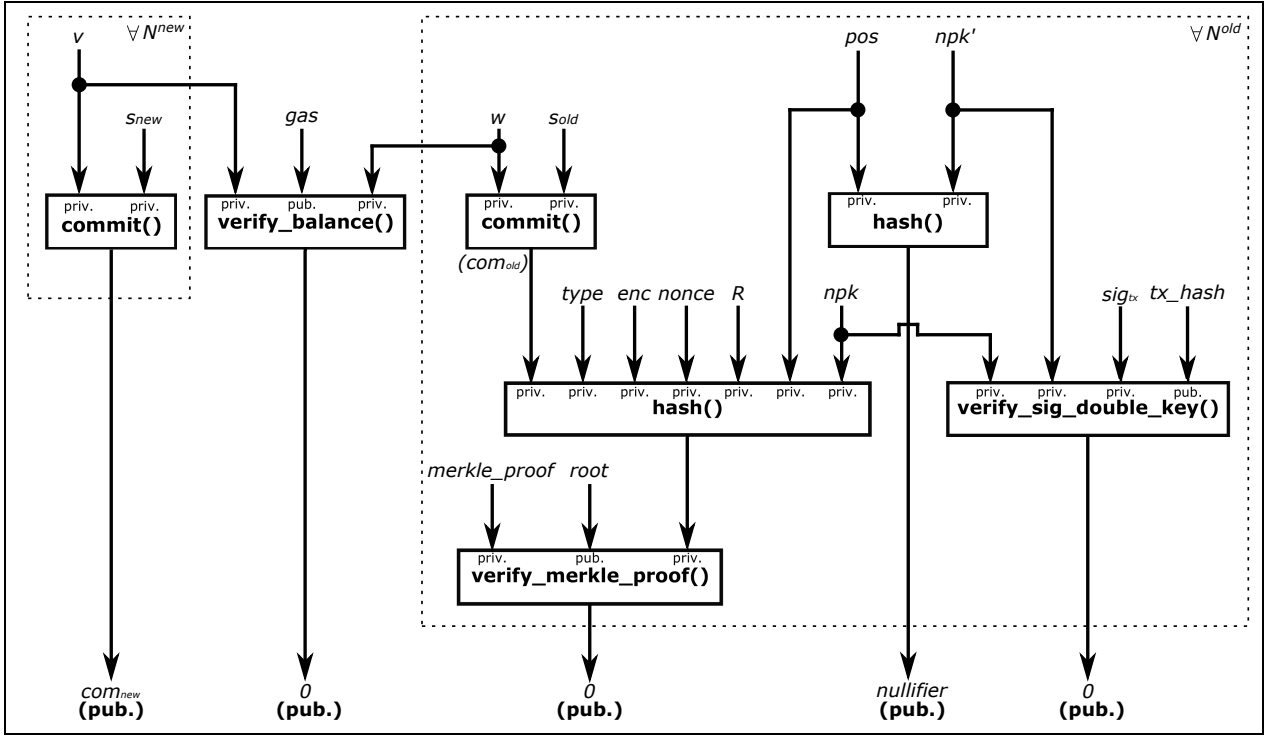 v
∀ N^new
∀ N^old
pos
npk'
s_new
gas
w
s_old
priv. priv.
commit()
priv. pub. priv.
verify_balance()
priv. priv.
commit()
priv. priv.
hash()
(com_old)
type
enc
nonce
R
npk
sig_tx
tx_hash
priv. priv. priv. priv. priv. priv. priv.
hash()
priv. priv. priv. pub.
verify_sig_double_key()
merkle_proof
root
priv. pub. priv.
verify_merkle_proof()
com_new
(pub.)
0
(pub.)
0
(pub.)
nullifier
(pub.)
0
(pub.)